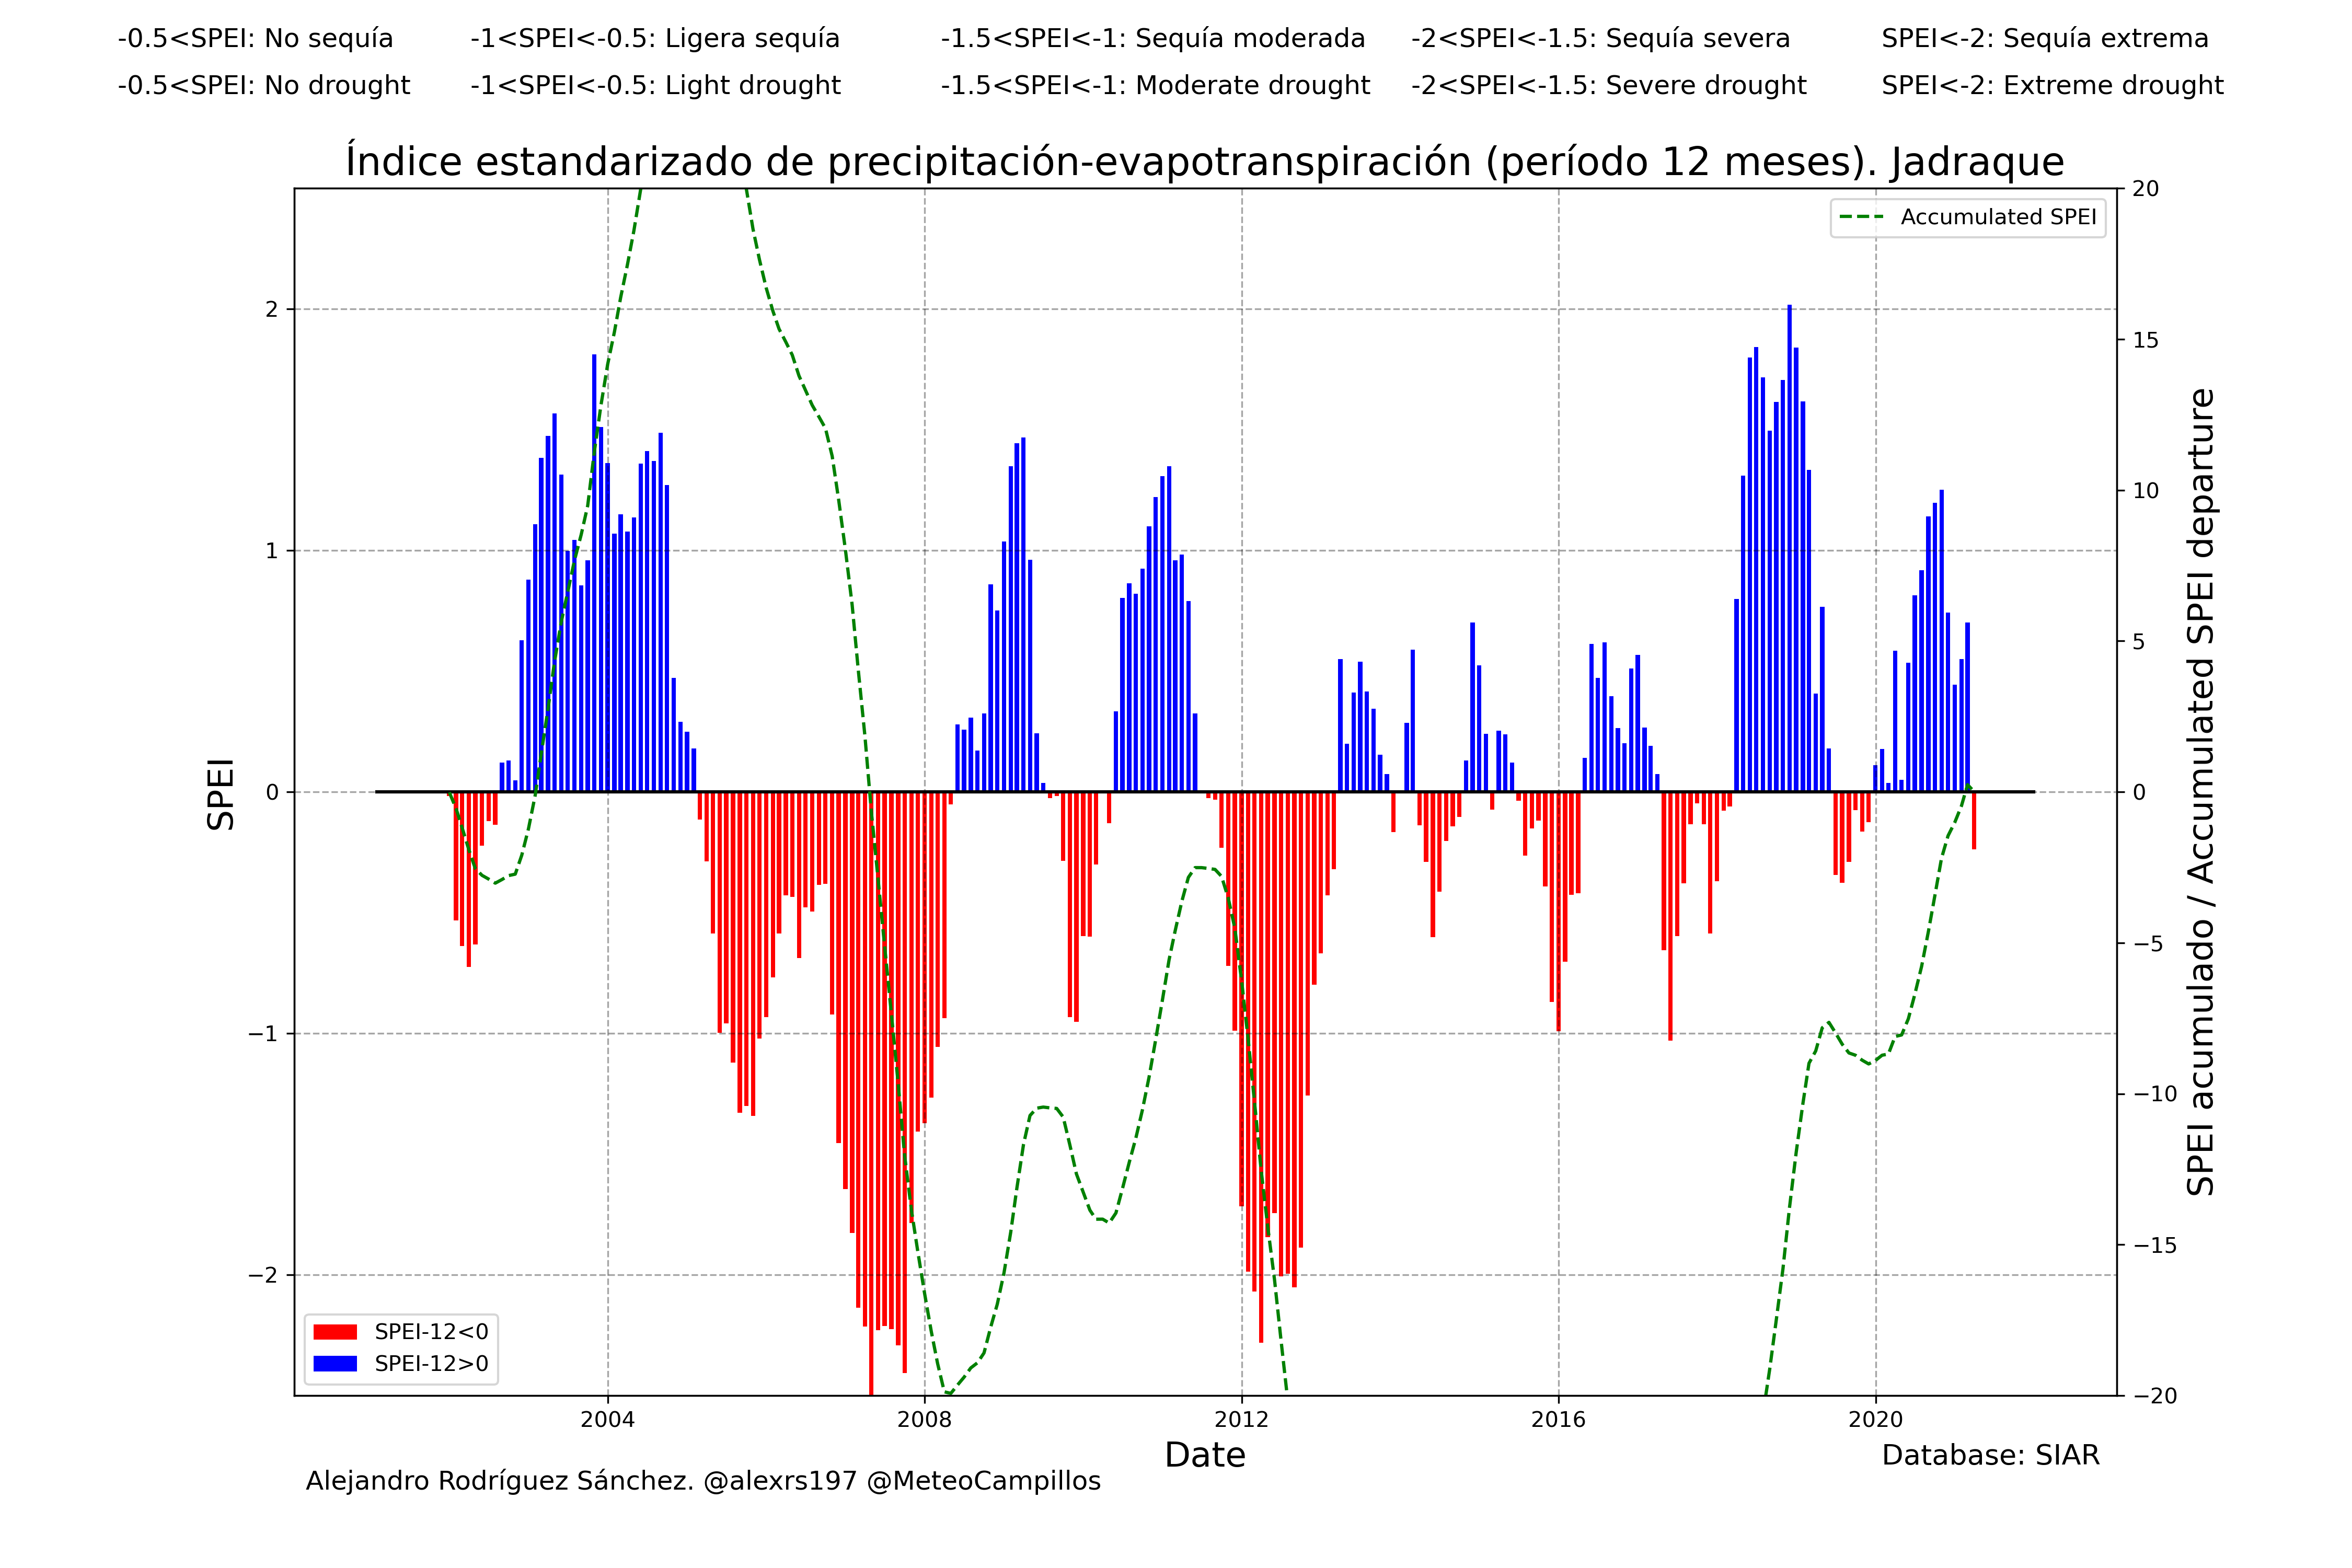 -0.5<SPEI: No sequía -1<SPEI<-0.5: Ligera sequía -1.5<SPEI<-1: Sequía moderada -2<SPEI<-1.5: Sequía severa SPEI<-2: Sequía extrema
-0.5<SPEI: No drought -1<SPEI<-0.5: Light drought -1.5<SPEI<-1: Moderate drought -2<SPEI<-1.5: Severe drought SPEI<-2: Extreme drought
Índice estandarizado de precipitación-evapotranspiración (período 12 meses). Jadraque
Accumulated SPEI
SPEI
2
1
0
−1
−2
20
15
10
5
0
−5
−10
−15
−20
SPEI acumulado / Accumulated SPEI departure
SPEI-12<0
SPEI-12>0
2004 2008 2012 2016 2020
Date
Database: SIAR
Alejandro Rodríguez Sánchez. @alexrs197 @MeteoCampillos